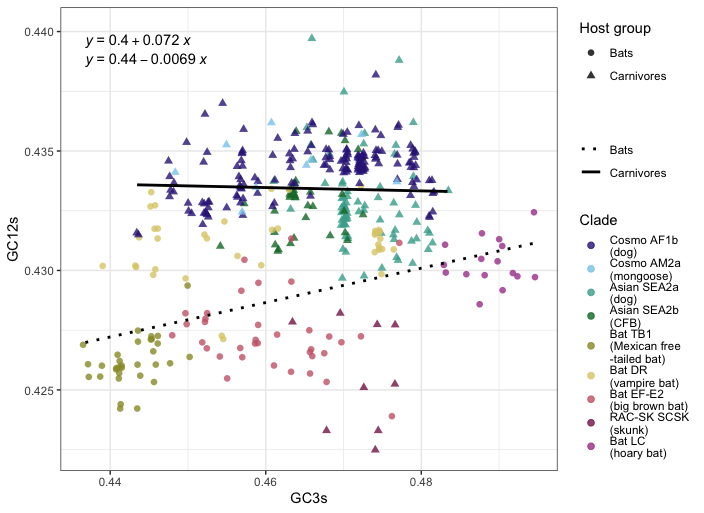 y = 0.4 + 0.072 x
y = 0.44 − 0.0069 x
0.440
0.435
0.430
0.425
GC12s
0.44
0.46
0.48
GC3s
Host group
Bats
Carnivores
Bats
Carnivores
Clade
Cosmo AF1b
(dog)
Cosmo AM2a
(mongoose)
Asian SEA2a
(dog)
Asian SEA2b
(CFB)
Bat TB1
(Mexican free
-tailed bat)
Bat DR
(vampire bat)
Bat EF-E2
(big brown bat)
RAC-SK SCSK
(skunk)
Bat LC
(hoary bat)